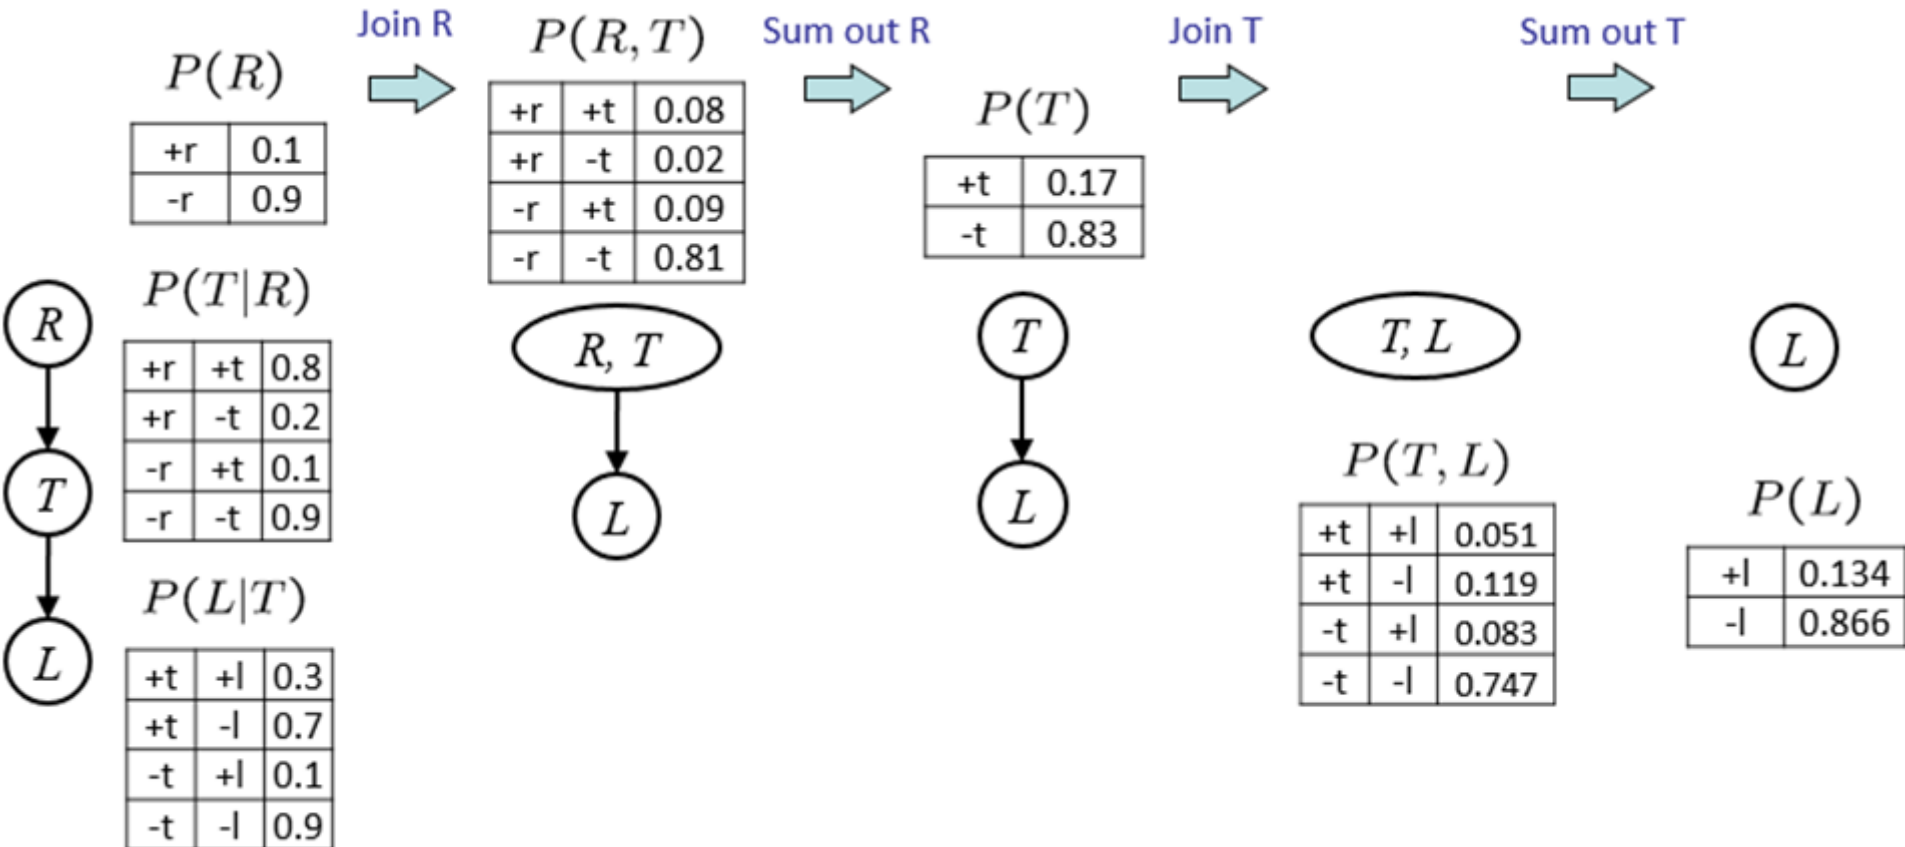 Join R
Sum out R
Join T
Sum out T
P(R)
+r 0.1
-r 0.9
P(T|R)
+r +t 0.8
+r -t 0.2
-r +t 0.1
-r -t 0.9
P(L|T)
+t +l 0.3
+t -l 0.7
-t +l 0.1
-t -l 0.9
R
T
L
P(R, T)
+r +t 0.08
+r -t 0.02
-r +t 0.09
-r -t 0.81
R, T
L
P(T)
+t 0.17
-t 0.83
T
L
T, L
P(T, L)
+t +l 0.051
+t -l 0.119
-t +l 0.083
-t -l 0.747
L
P(L)
+l 0.134
-l 0.866